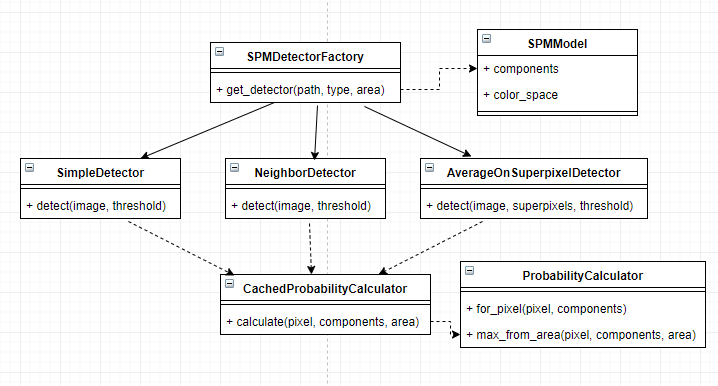 SPMDetectorFactory
+ get_detector(path, type, area)
SPMModel
+ components
+ color_space
SimpleDetector
+ detect(image, threshold)
NeighborDetector
+ detect(image, threshold)
AverageOnSuperpixelDetector
+ detect(image, superpixels, threshold)
CachedProbabilityCalculator
+ calculate(pixel, components, area)
ProbabilityCalculator
+ for_pixel(pixel, components)
+ max_from_area(pixel, components, area)